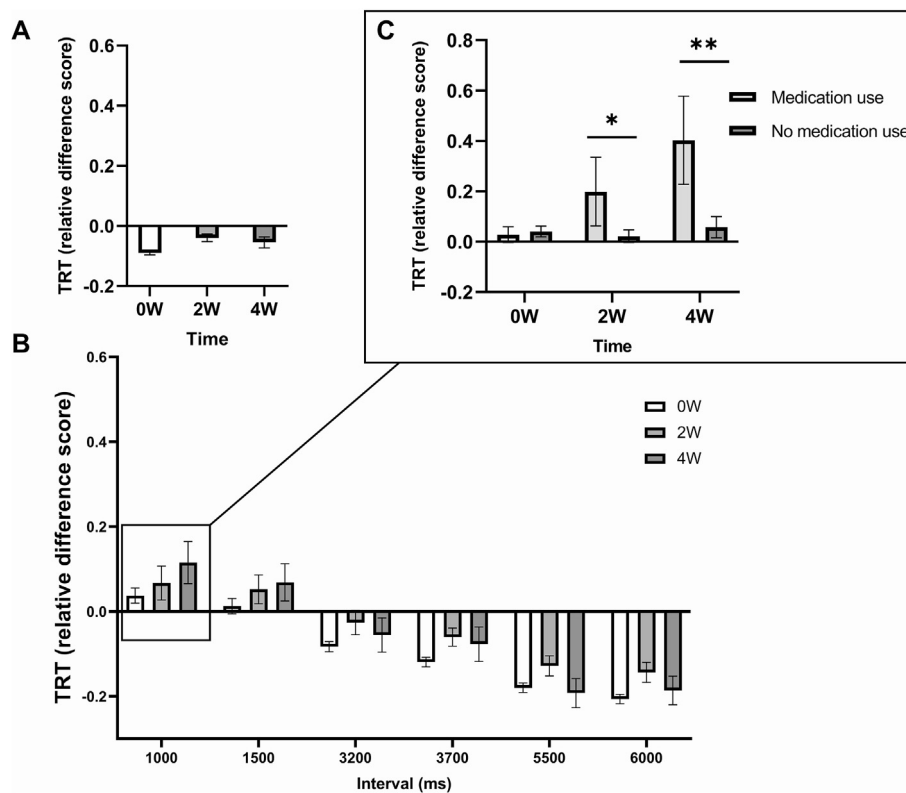 A
TRT (relative difference score)
0.6
0.4
0.2
0.0
-0.2
0W
2W
4W
Time
C
TRT (relative difference score)
0.8
0.6
0.4
0.2
0.0
-0.2
*
**
Medication use
No medication use
0W
2W
4W
Time
B
TRT (relative difference score)
0.6
0.4
0.2
0.0
-0.2
0W
2W
4W
1000
1500
3200
3700
5500
6000
Interval (ms)